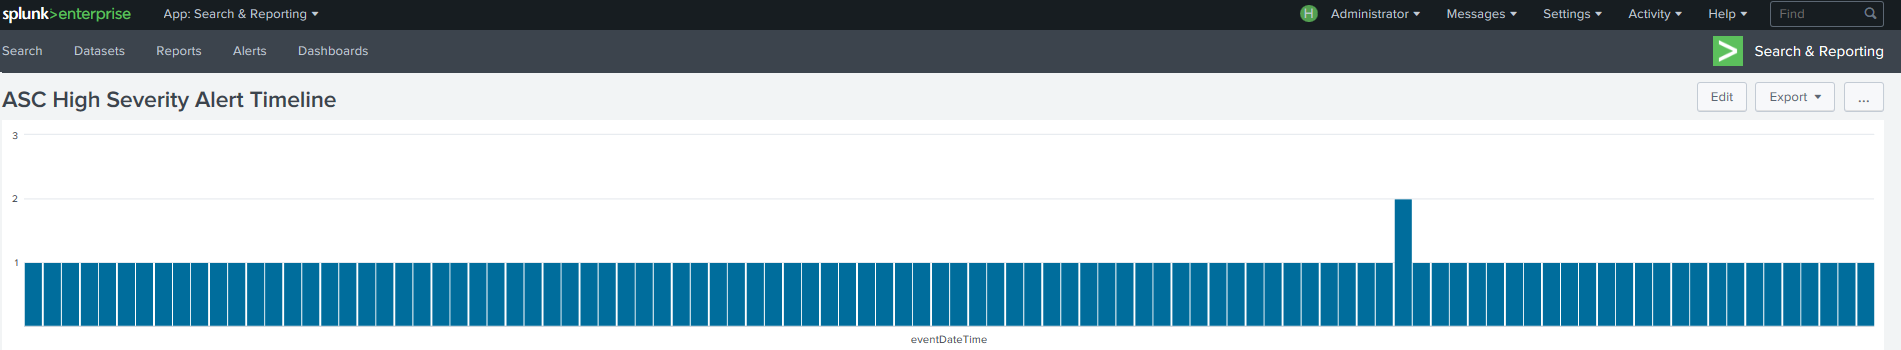 splunk>enterprise App: Search & Reporting H Administrator Messages Settings Activity Help Find
Search Datasets Reports Alerts Dashboards > Search & Reporting
ASC High Severity Alert Timeline Edit Export ...
3
2
1
eventDateTime